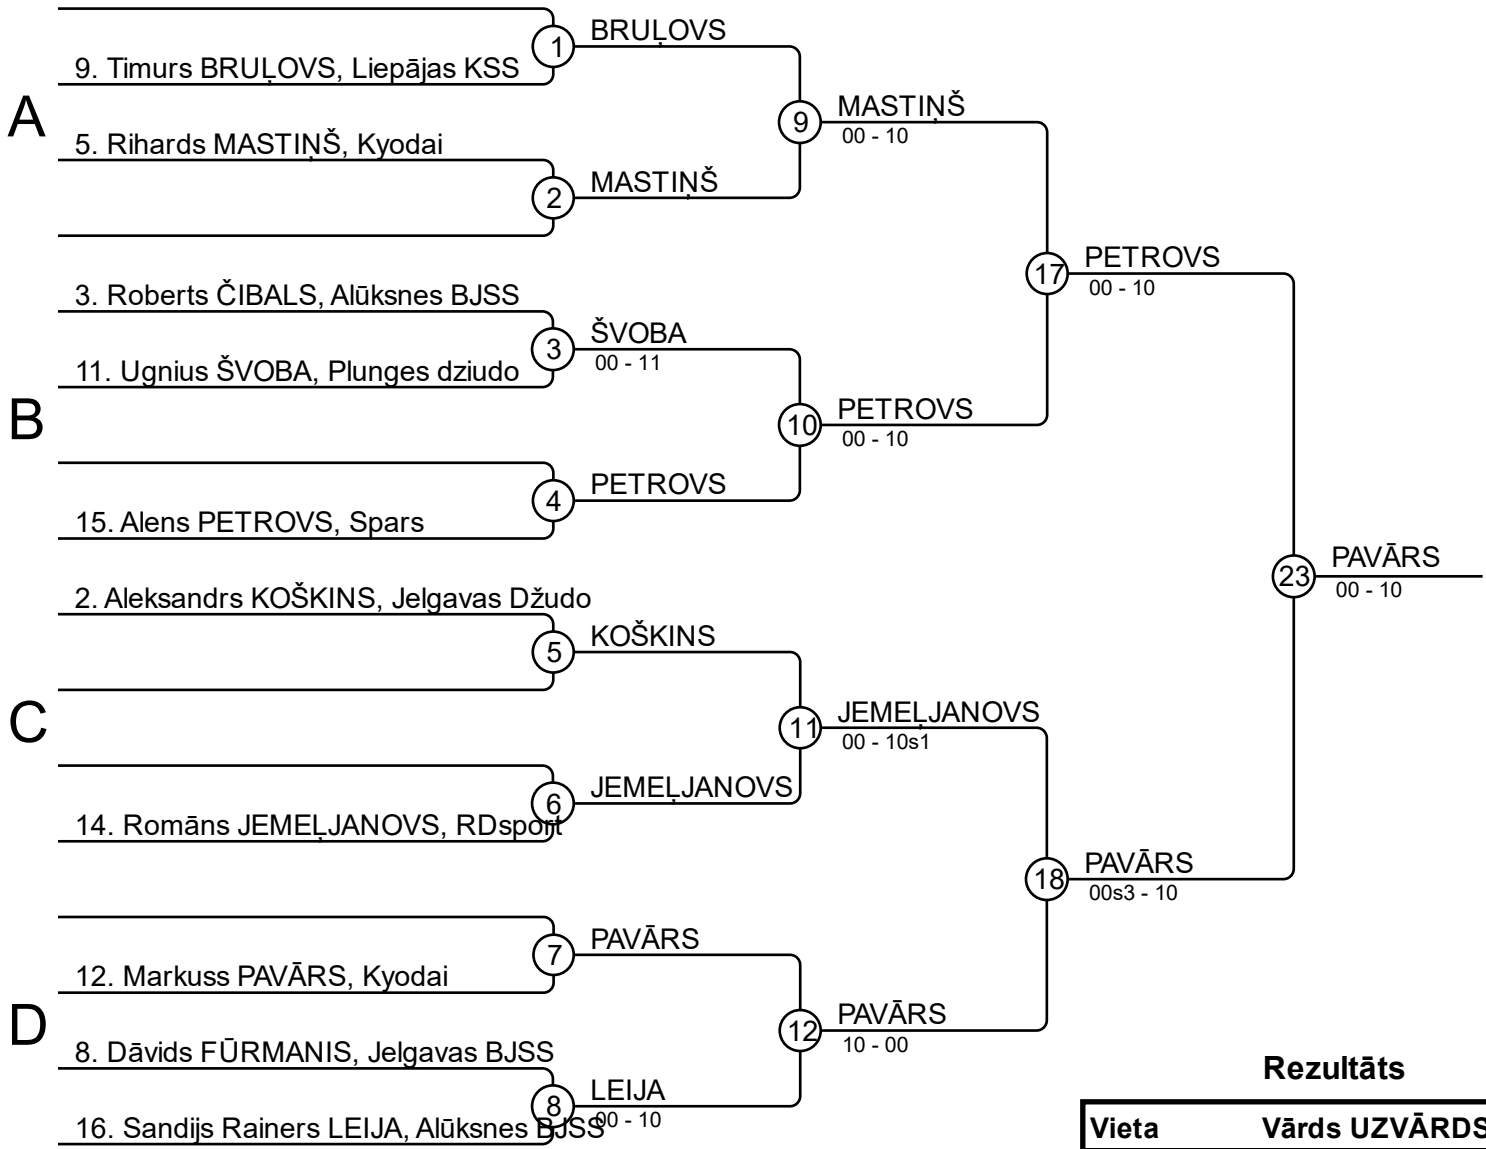 BRUĻOVS
1
9. Timurs BRUĻOVS, Liepājas KSS
A
MASTIŅŠ
9
00 - 10
5. Rihards MASTIŅŠ, Kyodai
MASTIŅŠ
2
PETROVS
17
00 - 10
3. Roberts ČIBALS, Alūksnes BJSS
ŠVOBA
3
00 - 11
11. Ugnius ŠVOBA, Plunges dziudo
B
PETROVS
10
00 - 10
PETROVS
4
15. Alens PETROVS, Spars
PAVĀRS
23
00 - 10
2. Aleksandrs KOŠKINS, Jelgavas Džudo
KOŠKINS
5
C
JEMEĻJANOVS
11
00 - 10s1
JEMEĻJANOVS
6
14. Romāns JEMEĻJANOVS, RDsport
PAVĀRS
18
00s3 - 10
PAVĀRS
7
12. Markuss PAVĀRS, Kyodai
D
PAVĀRS
12
10 - 00
8. Dāvids FŪRMANIS, Jelgavas BJSS
LEIJA
8
00 - 10
16. Sandijs Rainers LEIJA, Alūksnes BJSS
Rezultāts
Vieta Vārds UZVĀRDS